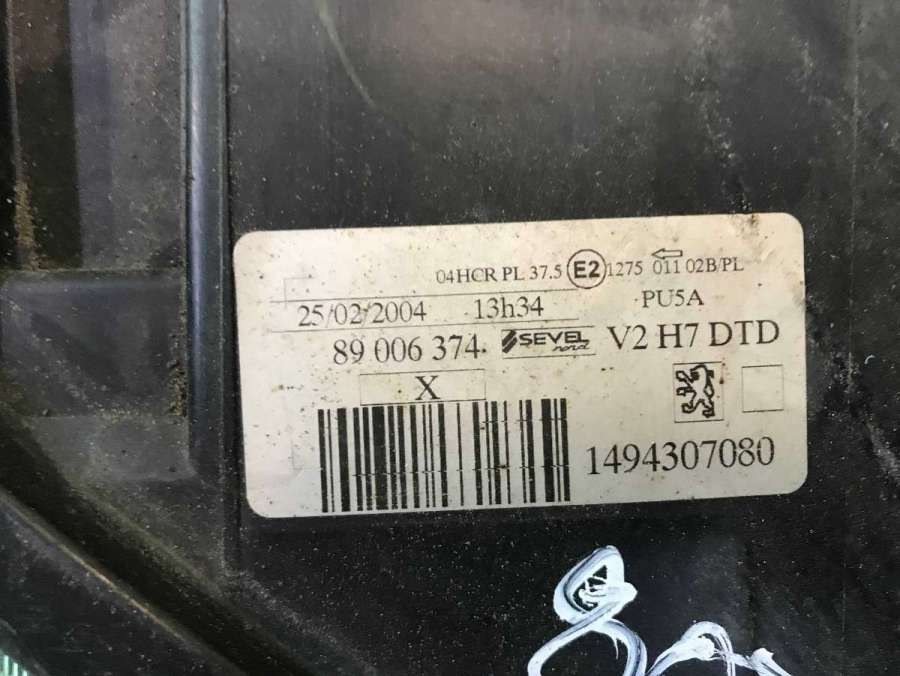 04HCR PL 37.5 E2 1275 011 02B/PL
25/02/2004 13h34 PU5A
89 006 374 SEVEL nord V2 H7 DTD
X
1494307080